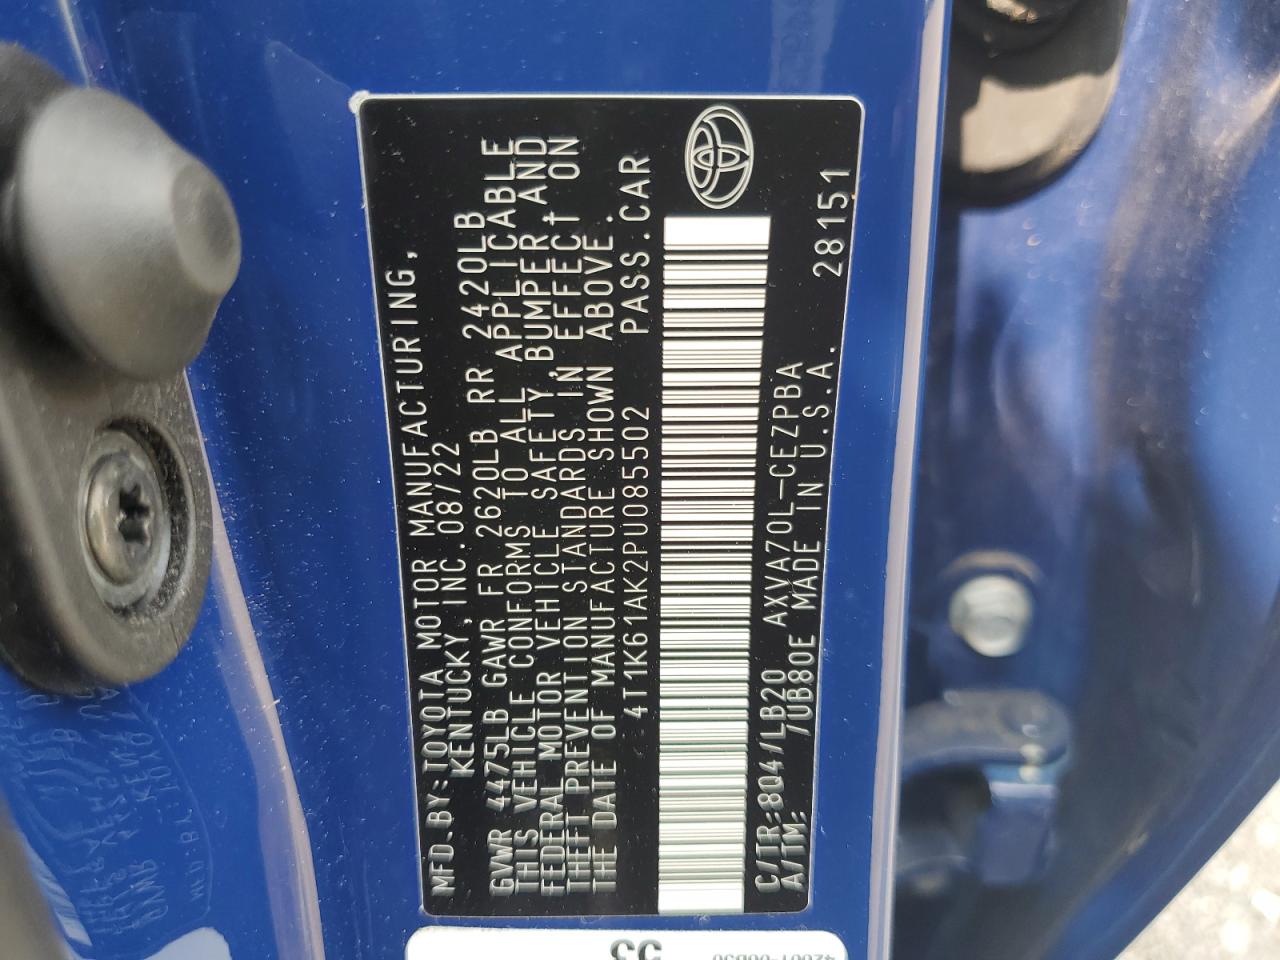 MFD. BY: TOYOTA MOTOR MANUFACTURING,
KENTUCKY, INC. 08/22
GVWR 4475LB GAWR FR 2620LB RR 2420LB
THIS VEHICLE CONFORMS TO ALL APPLICABLE
FEDERAL MOTOR VEHICLE SAFETY, BUMPER, AND
THEFT PREVENTION STANDARDS IN EFFECT ON
THE DATE OF MANUFACTURE SHOWN ABOVE.
4T1K61AK2PU085502 PASS. CAR
C/TR: 8Q4/LB20 AXVA70L-CEZPBA
A/TM: /UB80E MADE IN U.S.A. 28151
53